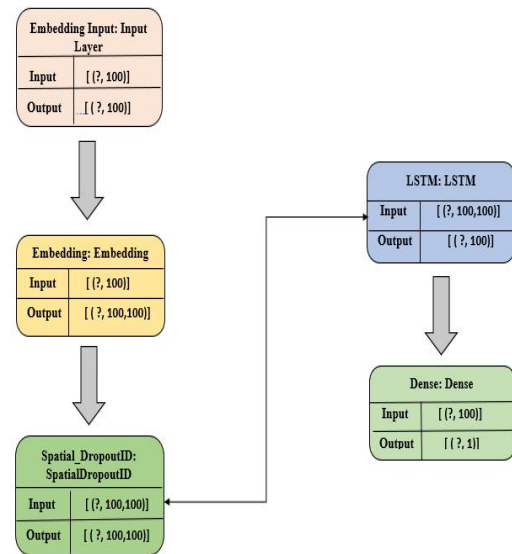 Embedding Input: Input
Layer
Input [ (?, 100)]
Output ...[ ( ?, 100)]
Embedding: Embedding
Input [ (?, 100)]
Output [ ( ?, 100,100)]
Spatial_DropoutID:
SpatialDropoutID
Input [ (?, 100,100)]
Output [ (?, 100,100)]
LSTM: LSTM
Input [ (?, 100,100)]
Output [ ( ?, 100)]
Dense: Dense
Input [ (?, 100)]
Output [ ( ?, 1)]